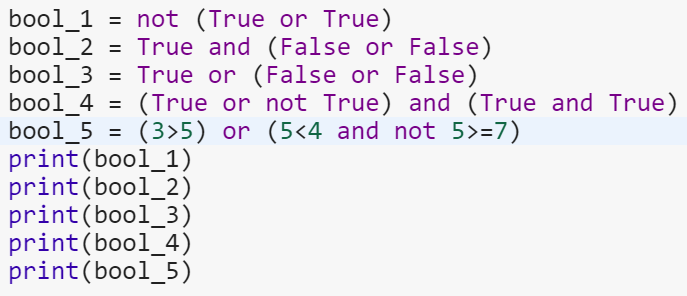 bool_1 = not (True or True)
bool_2 = True and (False or False)
bool_3 = True or (False or False)
bool_4 = (True or not True) and (True and True)
bool_5 = (3>5) or (5<4 and not 5>=7)
print(bool_1)
print(bool_2)
print(bool_3)
print(bool_4)
print(bool_5)